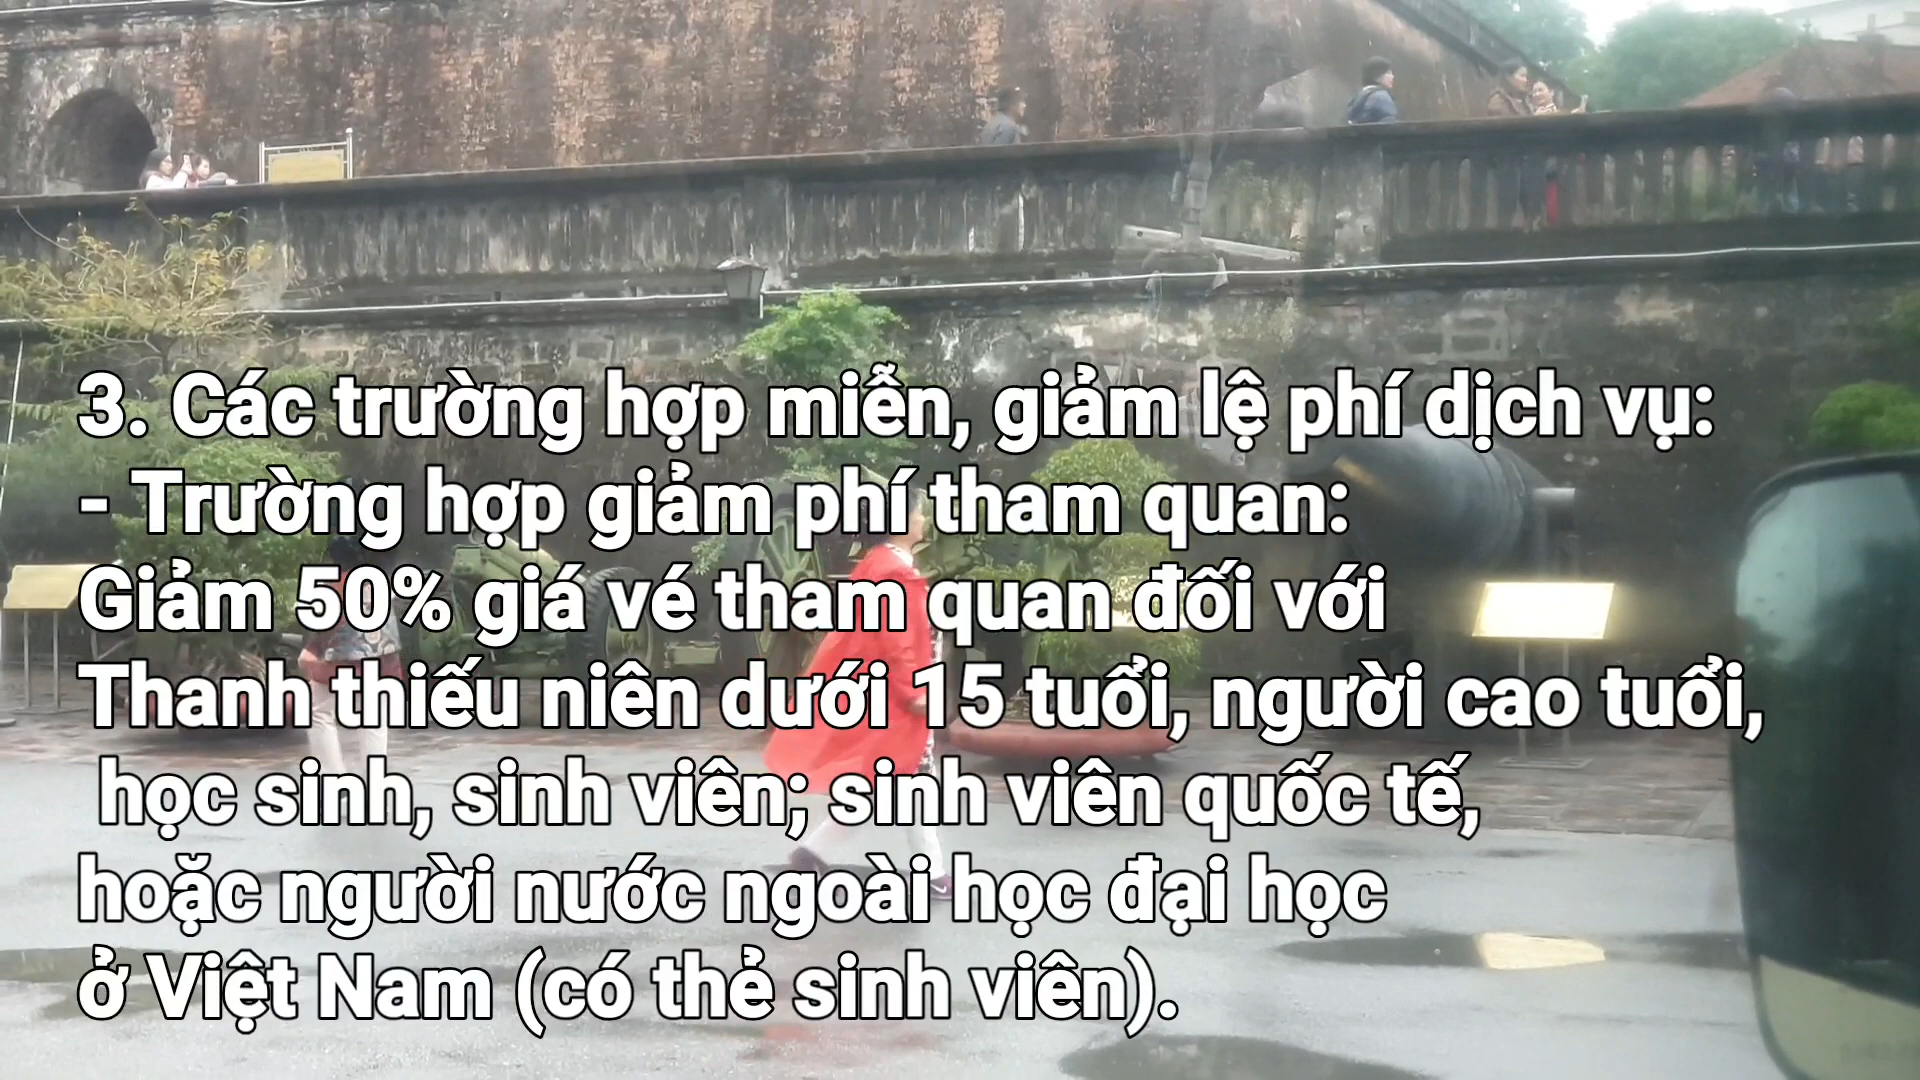 3. Các trường hợp miễn, giảm lệ phí dịch vụ:
- Trường hợp giảm phí tham quan:
Giảm 50% giá vé tham quan đối với
Thanh thiếu niên dưới 15 tuổi, người cao tuổi,
học sinh, sinh viên; sinh viên quốc tế,
hoặc người nước ngoài học đại học
ở Việt Nam (có thẻ sinh viên).